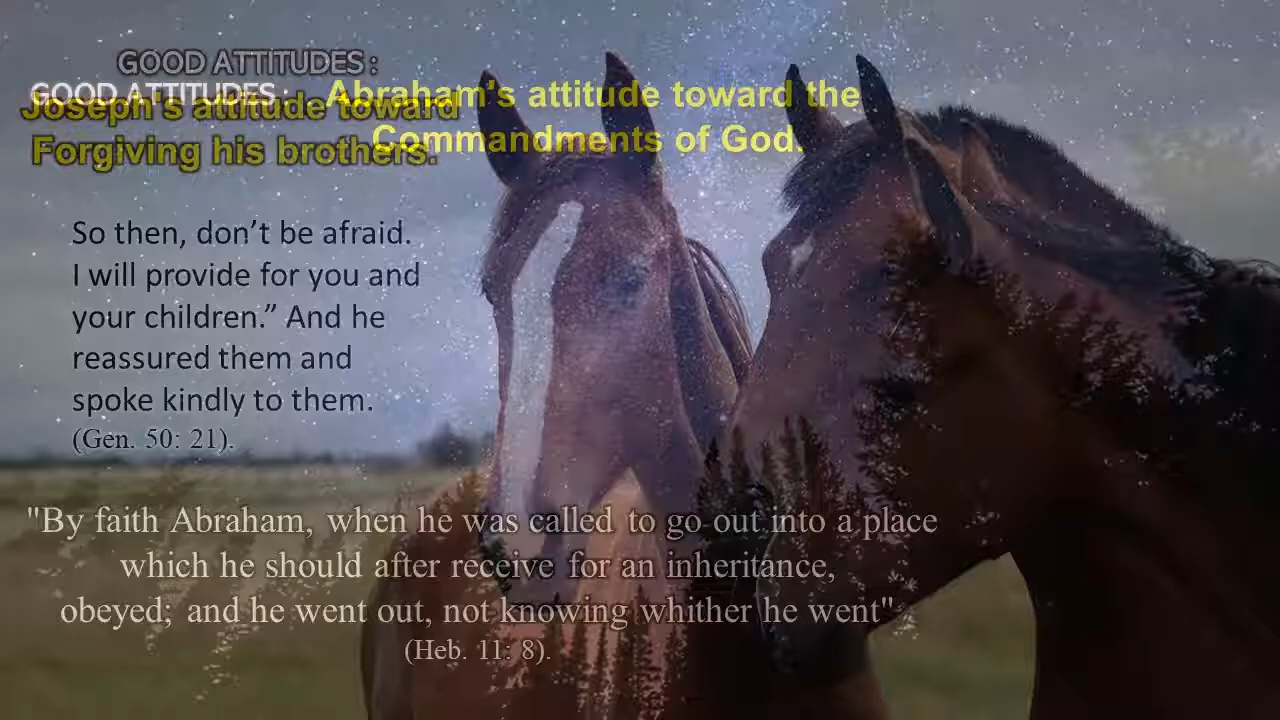 GOOD ATTITUDES:
Joseph's attitude toward
Forgiving his brothers.
So then, don’t be afraid.
I will provide for you and
your children.” And he
reassured them and
spoke kindly to them.
(Gen. 50: 21).
GOOD ATTITUDES:
Abraham's attitude toward the
Commandments of God.
"By faith Abraham, when he was called to go out into a place
which he should after receive for an inheritance,
obeyed; and he went out, not knowing whither he went"
(Heb. 11: 8).